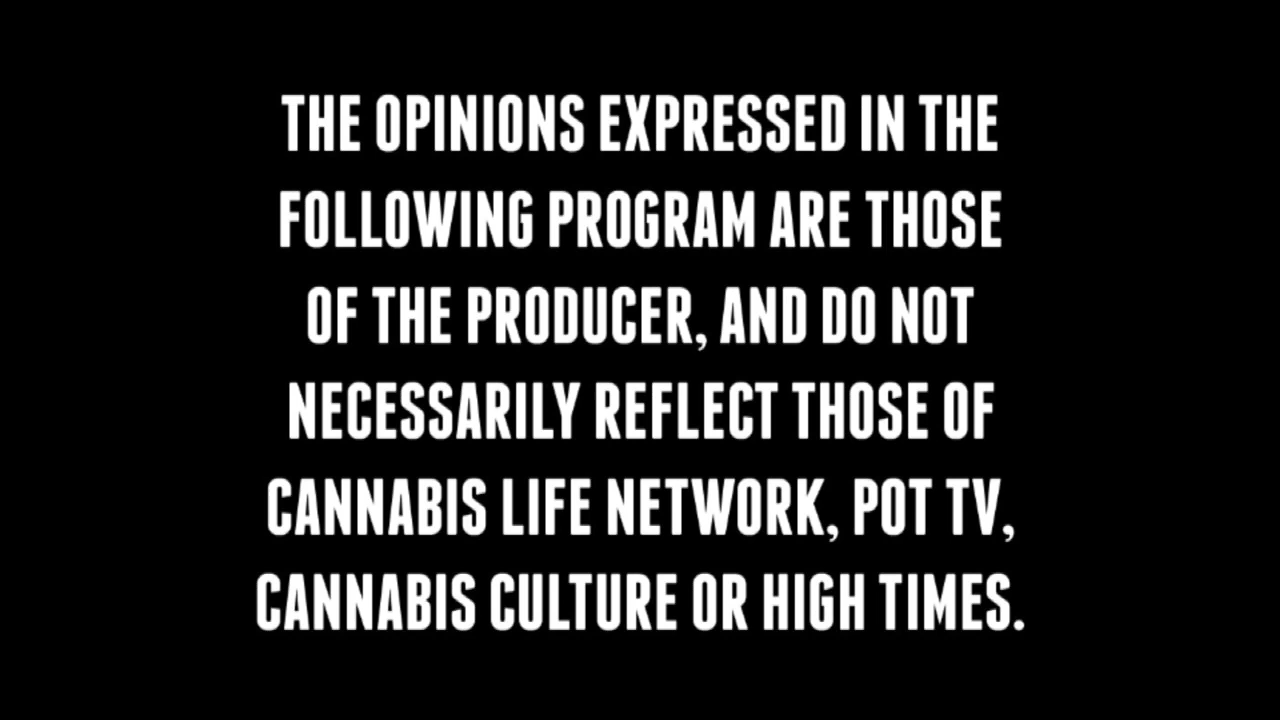 THE OPINIONS EXPRESSED IN THE
FOLLOWING PROGRAM ARE THOSE
OF THE PRODUCER, AND DO NOT
NECESSARILY REFLECT THOSE OF
CANNABIS LIFE NETWORK, POT TV,
CANNABIS CULTURE OR HIGH TIMES.